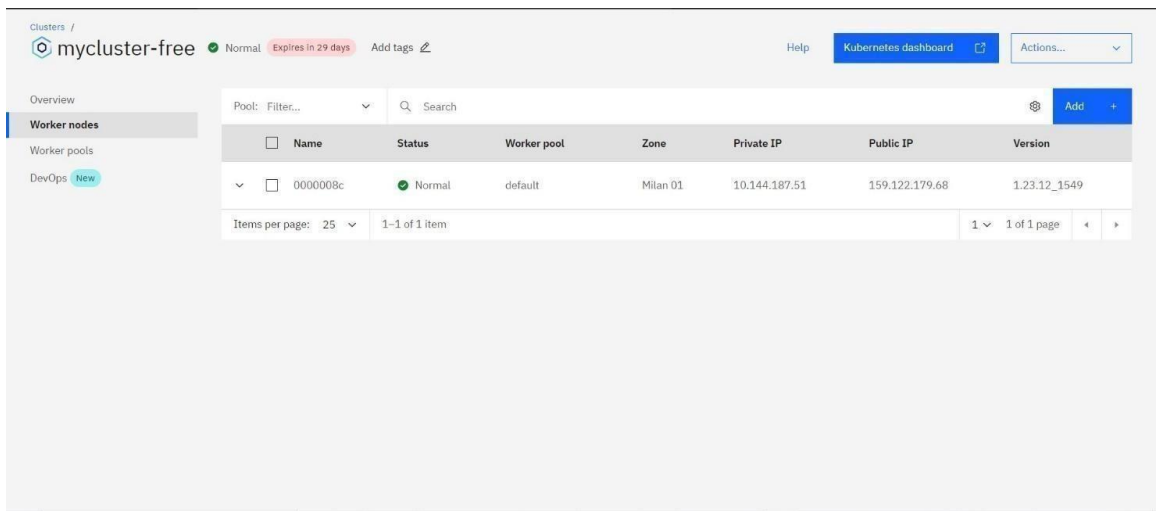 Clusters /
mycluster-free Normal Expires in 29 days Add tags Help Kubernetes dashboard Actions...
Overview
Worker nodes
Worker pools
DevOps New
Pool: Filter... Search Add +
Name Status Worker pool Zone Private IP Public IP Version
0000008c Normal default Milan 01 10.144.187.51 159.122.179.68 1.23.12_1549
Items per page: 25 1–1 of 1 item 1 1 of 1 page